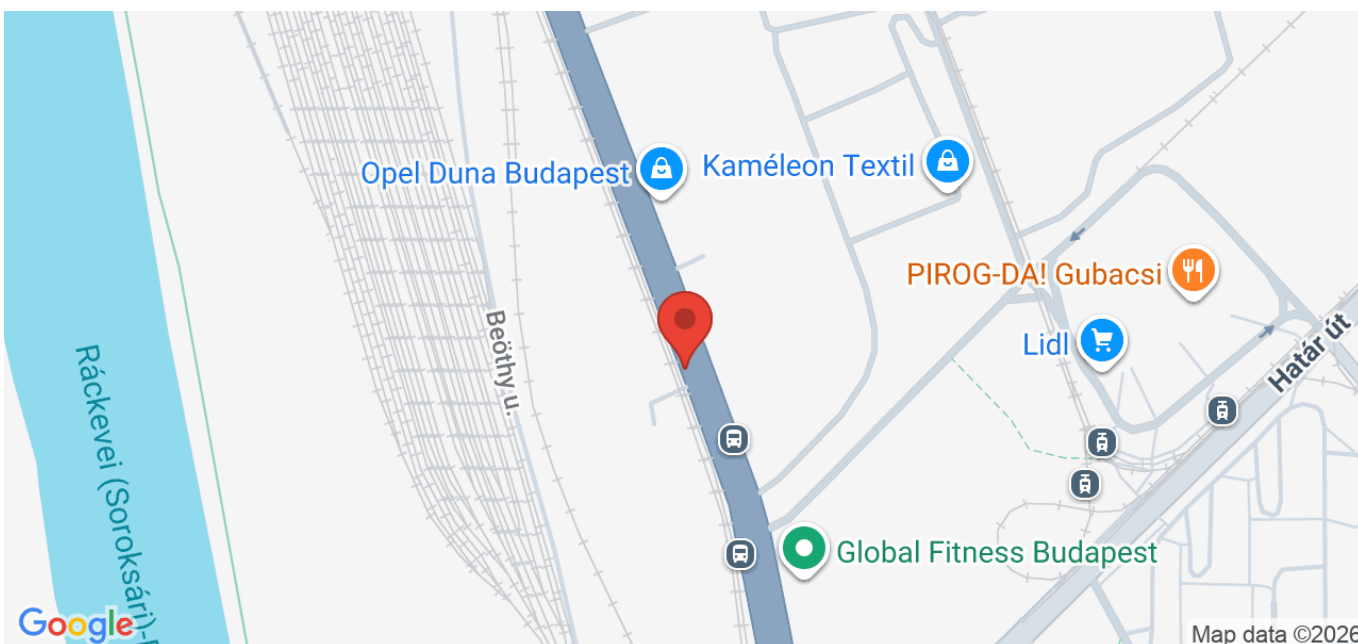 Opel Duna Budapest
Kaméleon Textil
PIROG-DA! Gubacsi
Lidl
Határ út
Beöthy u.
Ráckevei (Soroksári)-
Global Fitness Budapest
Google
Map data ©2026